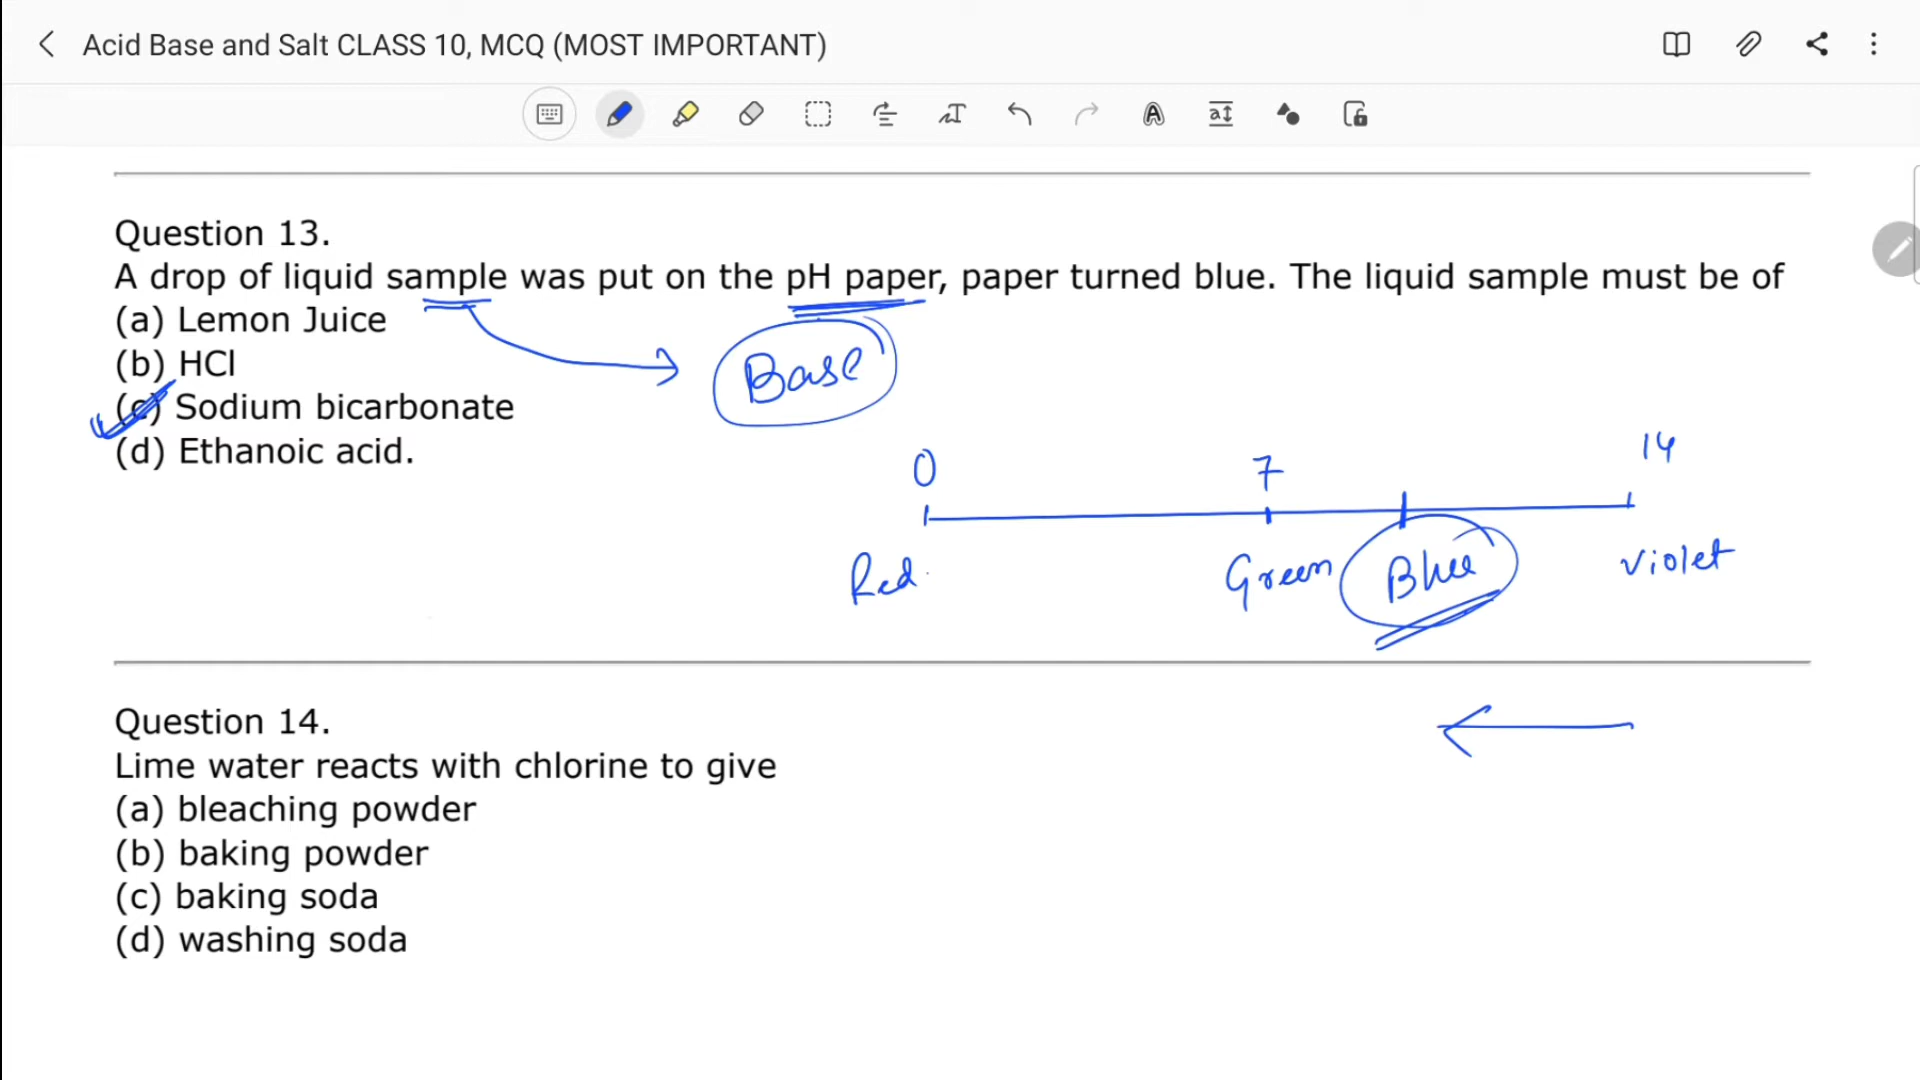 Acid Base and Salt CLASS 10, MCQ (MOST IMPORTANT)
Question 13.
A drop of liquid sample was put on the pH paper, paper turned blue. The liquid sample must be of
(a) Lemon Juice
(b) HCl
Base
(c) Sodium bicarbonate
(d) Ethanoic acid.
0 7 14
Red Green Blue Violet
Question 14.
Lime water reacts with chlorine to give
(a) bleaching powder
(b) baking powder
(c) baking soda
(d) washing soda